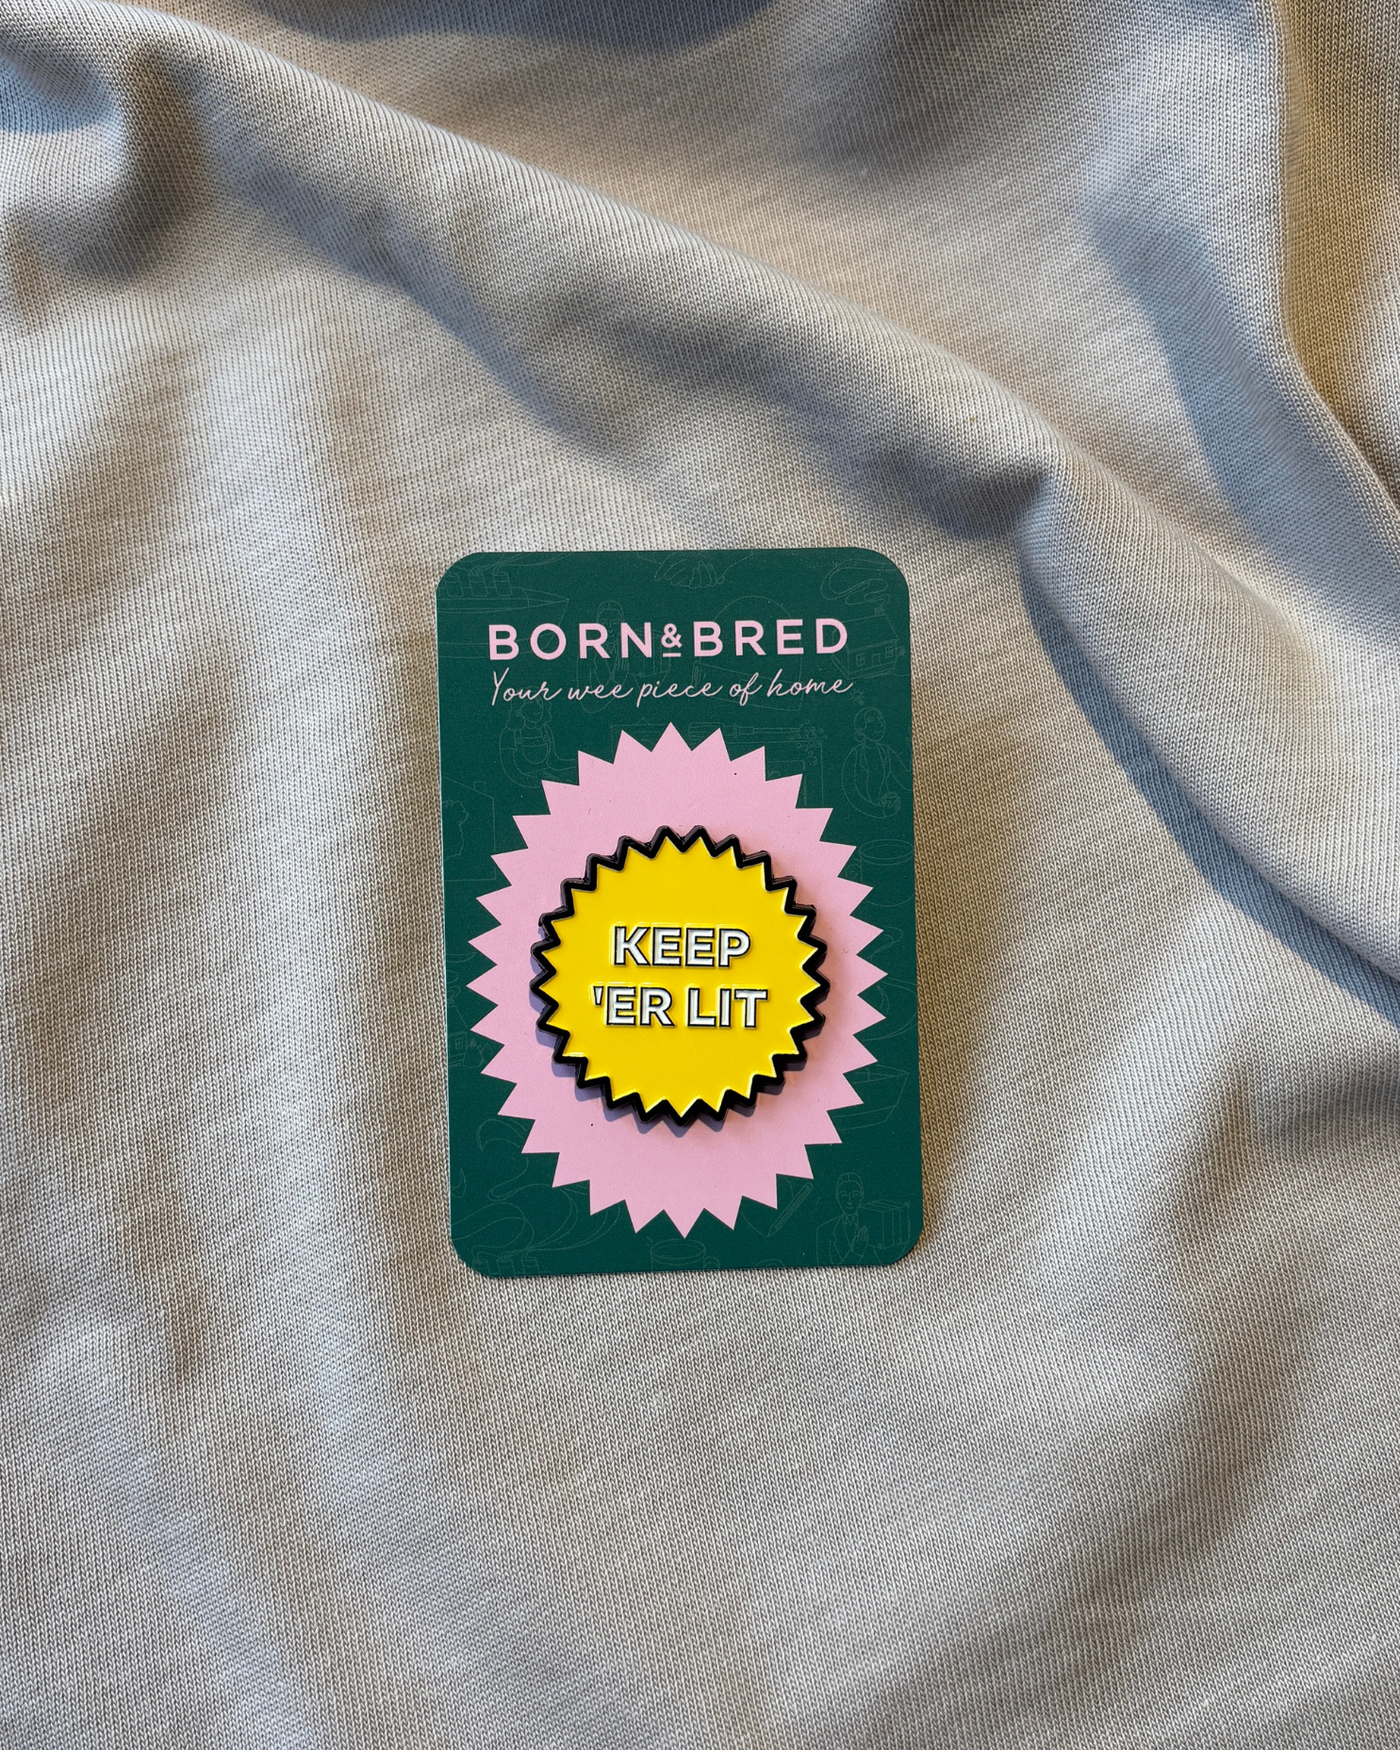 BORN&BRED
Your wee piece of home
KEEP
'ER LIT